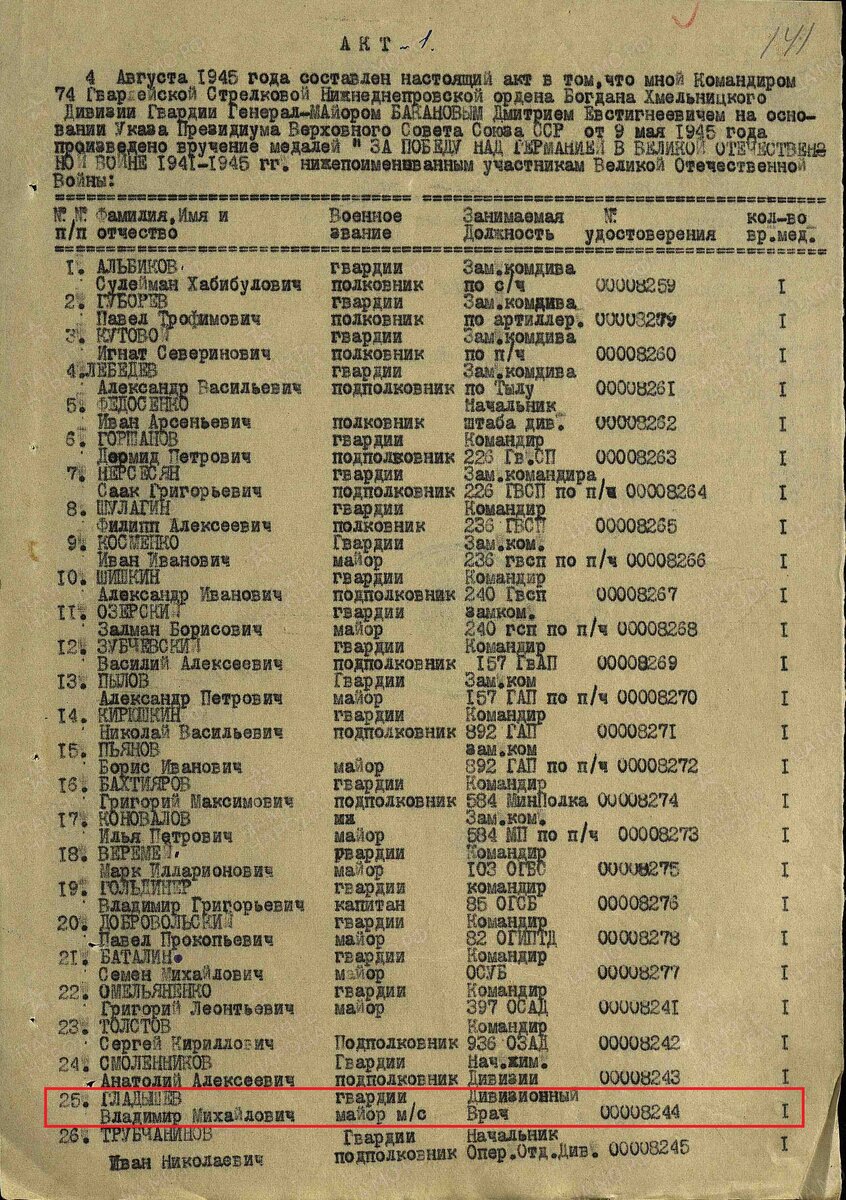 141
АКТ - 1.
4 Августа 1945 года составлен настоящий акт в том,что мной Командиром
74 Гвардейской Стрелковой Нижнеднепровской ордена Богдана Хмельницкого
Дивизии Гвардии Генерал-Майором БАКАНОВЫМ Дмитрием Евстигнеевичем на осно-
вании Указа Президиума Верховного Совета Союза ССР от 9 мая 1945 года
произведено вручение медалей " ЗА ПОБЕДУ НАД ГЕРМАНИЕЙ В ВЕЛИКОЙ ОТЕЧЕСТВЕН
НОЙ ВОЙНЕ 1941-1945 гг. нижепоименованным участникам Великой Отечественной
Войны:
№ № Фамилия,Имя и Военное Занимаемая № кол-во
п/п отчество звание Должность удостоверения вр.мед.
1. АЛЬБИКОВ гвардии Зам.комдива
Сулейман Хабибулович полковник по с/ч 00008259 I
2. ГУБОРЕВ гвардии Зам.комдива
Павел Трофимович полковник по артиллер. 00008279 I
3. КУТОВОЙ гвардии Зам.комдива
Игнат Северинович полковник по п/ч 00008260 I
4.ЛЕБЕДЕВ гвардии Зам.комдива
Александр Васильевич подполковник по Тылу 00008261 I
5. ФЕДОСЕНКО Начальник
Иван Арсеньевич полковник штаба див. 00008262 I
6. ГОРШАПОВ гвардии Командир
Дермид Петрович подполковник 226 Гв.СП 00008263 I
7. НЕРСЕСЯН гвардии Зам.командира
Саак Григорьевич подполковник 226 ГВСП по п/ч 00008264 I
8. ШУЛАГИН гвардии Командир
Филипп Алексеевич полковник 236 ГВСП 00008265 I
9. КОСМЕНКО Гвардии Зам.ком.
Иван Иванович майор 236 гвсп по п/ч 00008266 I
10. ШИШКИН гвардии Командир
Александр Иванович подполковник 240 Гвсп 00008267 I
11. ОЗЕРСКИЙ гвардии замком.
Залман Борисович майор 240 гсп по п/ч 00008268 I
12. ЗУБЧЕВСКИЙ гвардии Командир
Василий Алексеевич подполковник 157 ГвАП 00008269 I
13. ПЫЛОВ Гвардии Зам.ком
Александр Петрович майор 157 ГАП по п/ч 00008270 I
14. КИРЮШКИН гвардии Командир
Николай Васильевич подполковник 892 ГАП 00008271 I
15. ПЬЯНОВ зам.ком
Борис Иванович майор 892 ГАП по п/ч 00008272 I
16. БАХТИЯРОВ гвардии Командир
Григорий Максимович подполковник 584 МинПолка 00008274 I
17. КОНОВАЛОВ Зам.ком.
Илья Петрович майор 584 МП по п/ч 00008273 I
18. ВЕРЕМЕЙ рвардии Командир
Марк Илларионович майор 103 ОГБС 00008275 I
19. ГОЛЬДИНЕР гвардии командир
Владимир Григорьевич капитан 85 ОГСБ 00008276 I
20. ДОБРОВОЛЬСКИЙ гвардии Командир
Павел Прокопьевич майор 82 ОГИПТД 00008278 I
21. БАТАЛИН гвардии Командир
Семен Михайлович майор ОСУБ 00008277 I
22. ОМЕЛЬЯНЕНКО гвардии Командир
Григорий Леонтьевич майор 397 ОСАД 00008241 I
23. ТОЛСТОВ Командир
Сергей Кириллович Подполковник 936 ОЗАД 00008242 I
24. СМОЛЕННИКОВ Гвардии Нач.хим.
Анатолий Алексеевич подполковник Дивизии 00008243 I
25. ГЛАДЫШЕВ гвардии Дивизионный
Владимир Михайлович майор м/с Врач 00008244 I
26. ТРУБЧАНИНОВ Гвардии Начальник
Иван Николаевич подполковник Опер.Отд.Див. 00008245 I